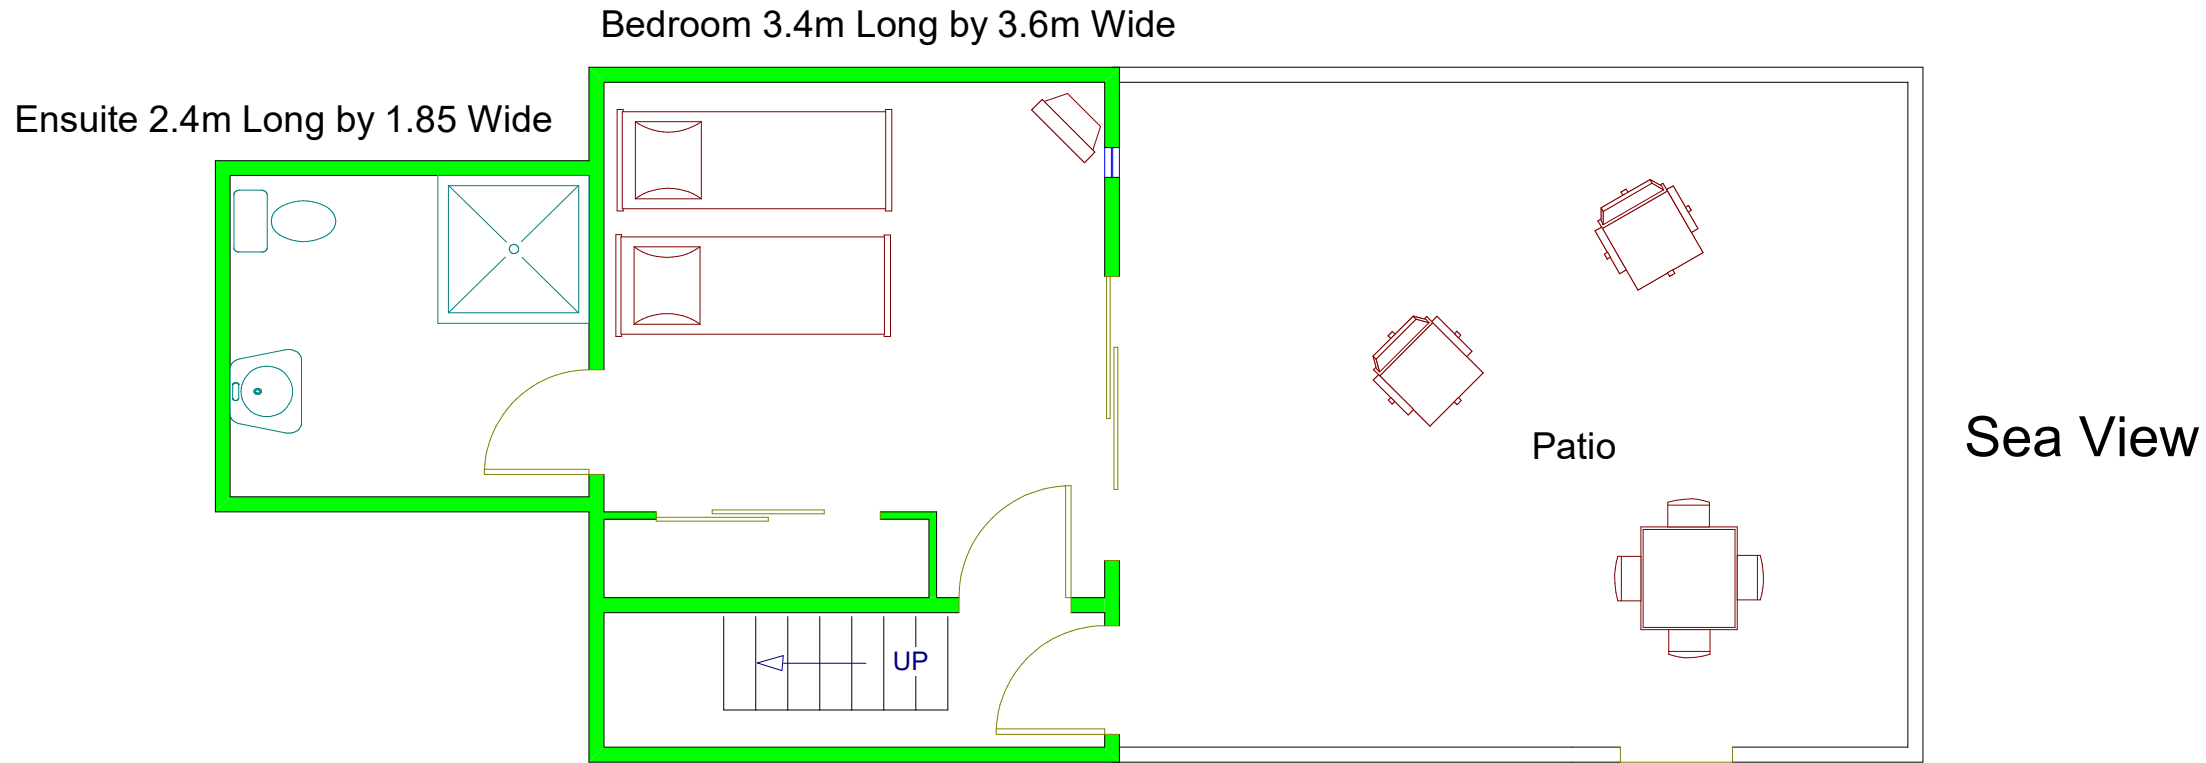 Bedroom 3.4m Long by 3.6m Wide
Ensuite 2.4m Long by 1.85 Wide
Patio
Sea View
UP